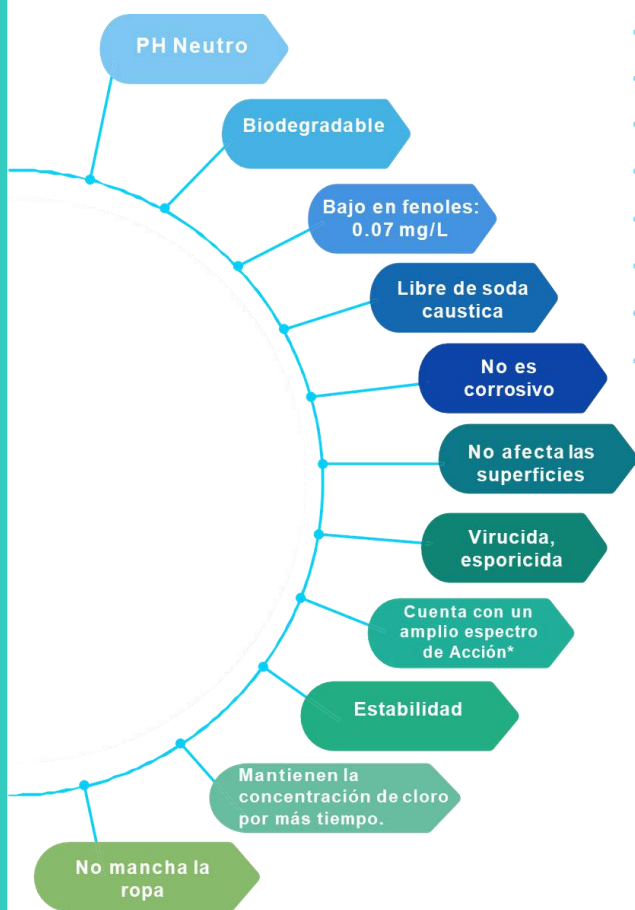 PH Neutro
Biodegradable
Bajo en fenoles:
0.07 mg/L
Libre de soda
caustica
No es
corrosivo
No afecta las
superficies
Virucida,
esporicida
Cuenta con un
amplio espectro
de Acción*
Estabilidad
Mantienen la
concentración de cloro
por más tiempo.
No mancha la
ropa